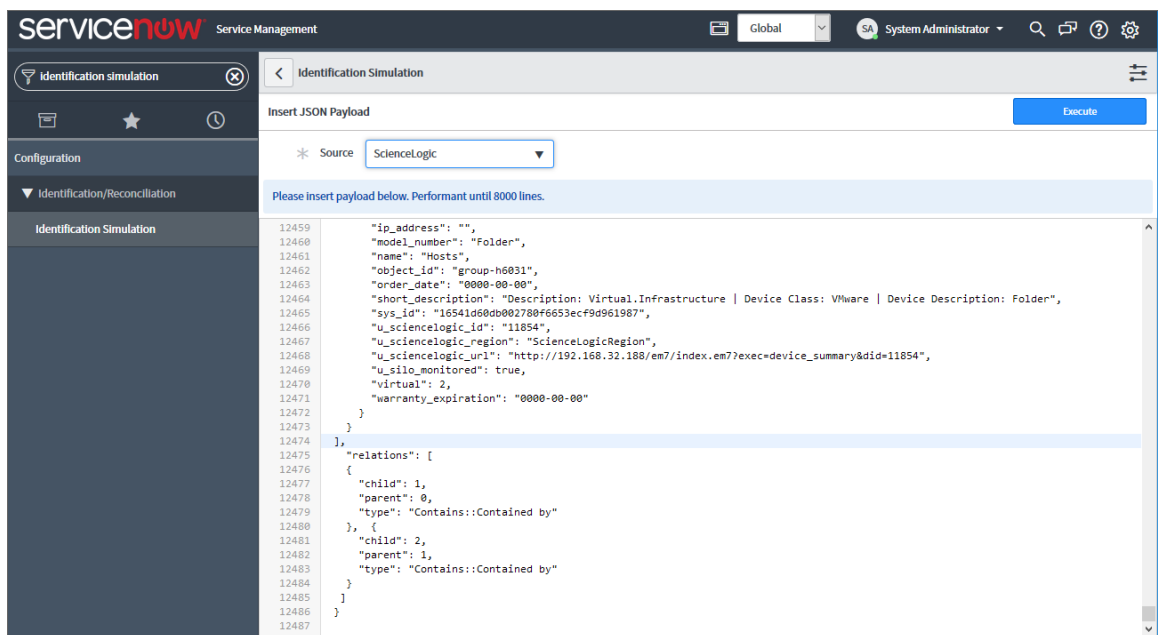 servicenow Service Management
Global
SA System Administrator
identification simulation
Identification Simulation
Insert JSON Payload
Execute
Configuration
Source ScienceLogic
Identification/Reconciliation
Please insert payload below. Performant until 8000 lines.
Identification Simulation
12459 "ip_address": "",
12460 "model_number": "Folder",
12461 "name": "Hosts",
12462 "object_id": "group-h6031",
12463 "order_date": "0000-00-00",
12464 "short_description": "Description: Virtual.Infrastructure | Device Class: VMware | Device Description: Folder",
12465 "sys_id": "16541d60db002780f6653ecf9d961987",
12466 "u_sciencelogic_id": "11854",
12467 "u_sciencelogic_region": "ScienceLogicRegion",
12468 "u_sciencelogic_url": "http://192.168.32.188/em7/index.em7?exec=device_summary&did=11854",
12469 "u_silo_monitored": true,
12470 "virtual": 2,
12471 "warranty_expiration": "0000-00-00"
12472 }
12473 }
12474 ],
12475 "relations": [
12476 {
12477 "child": 1,
12478 "parent": 0,
12479 "type": "Contains::Contained by"
12480 }, {
12481 "child": 2,
12482 "parent": 1,
12483 "type": "Contains::Contained by"
12484 }
12485 ]
12486 }
12487